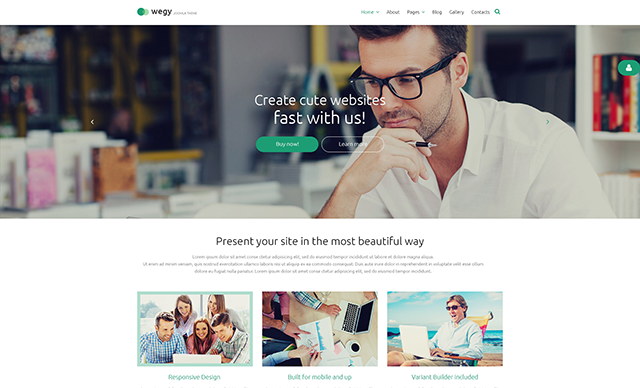 wegy
Home About Pages Blog Gallery Contacts
Create cute websites
fast with us!
Buy now! Learn more
Present your site in the most beautiful way
Lorem ipsum dolor sit amet consectetur adipiscing elit, sed do eiusmod tempor incididunt ut labore et dolore magna aliqua.
Ut enim ad minim veniam, quis nostrud exercitation ullamco laboris nisi ut aliquip ex ea commodo consequat. Duis aute irure dolor in reprehenderit in voluptate velit esse cillum
dolore eu fugiat nulla pariatur. Lorem ipsum dolor sit amet conse ctetur adipisicing elit, sed do eiusmod tempor incididunt.
Responsive Design Built for mobile and up Variant Builder included